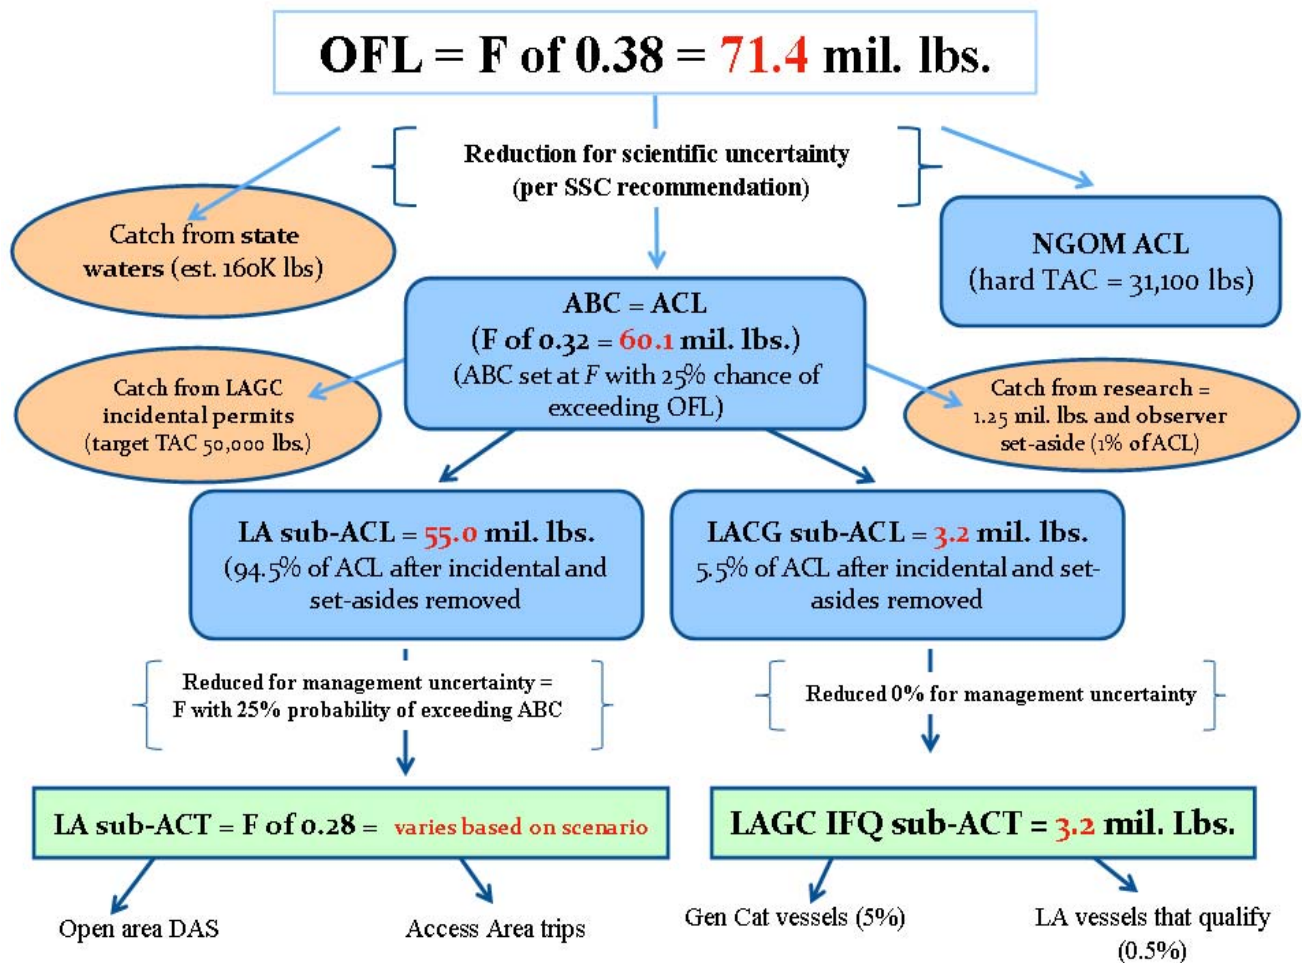 OFL = F of 0.38 = 71.4 mil. lbs.
Reduction for scientific uncertainty
(per SSC recommendation)
Catch from state
waters (est. 160K lbs)
NGOM ACL
(hard TAC = 31,100 lbs)
ABC = ACL
(F of 0.32 = 60.1 mil. lbs.)
(ABC set at F with 25% chance of
exceeding OFL)
Catch from LAGC
incidental permits
(target TAC 50,000 lbs.)
Catch from research =
1.25 mil. lbs. and observer
set-aside (1% of ACL)
LA sub-ACL = 55.0 mil. lbs.
(94.5% of ACL after incidental and
set-asides removed
LACG sub-ACL = 3.2 mil. lbs.
5.5% of ACL after incidental and set-
asides removed
Reduced for management uncertainty =
F with 25% probability of exceeding ABC
Reduced 0% for management uncertainty
LA sub-ACT = F of 0.28 = varies based on scenario
LAGC IFQ sub-ACT = 3.2 mil. Lbs.
Open area DAS
Access Area trips
Gen Cat vessels (5%)
LA vessels that qualify
(0.5%)